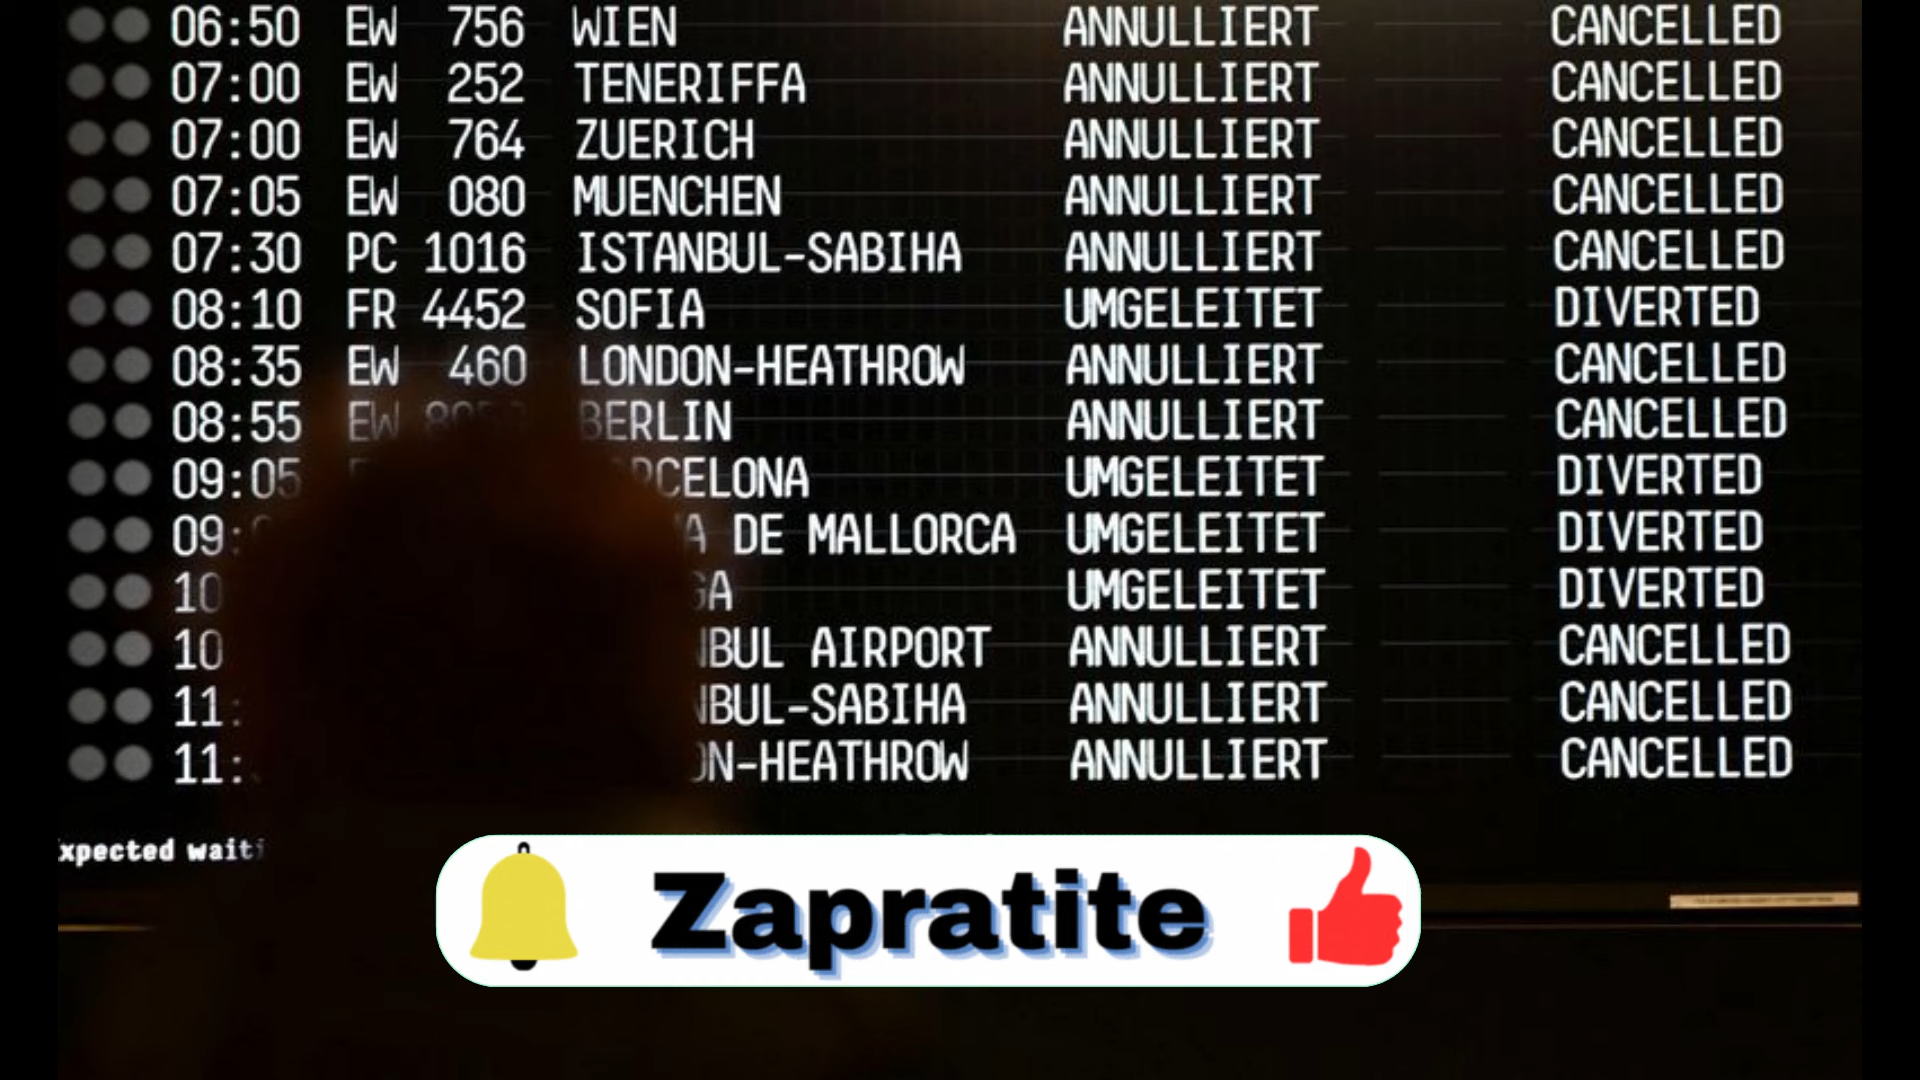 06:50 EW 756 WIEN ANNULLIERT CANCELLED
07:00 EW 252 TENERIFFA ANNULLIERT CANCELLED
07:00 EW 764 ZUERICH ANNULLIERT CANCELLED
07:05 EW 080 MUENCHEN ANNULLIERT CANCELLED
07:30 PC 1016 ISTANBUL-SABIHA ANNULLIERT CANCELLED
08:10 FR 4452 SOFIA UMGELEITET DIVERTED
08:35 EW 460 LONDON-HEATHROW ANNULLIERT CANCELLED
08:55 EW BERLIN ANNULLIERT CANCELLED
09:05 BARCELONA UMGELEITET DIVERTED
DE MALLORCA UMGELEITET DIVERTED
UMGELEITET DIVERTED
AIRPORT ANNULLIERT CANCELLED
ANNULLIERT CANCELLED
ANNULLIERT CANCELLED
Zapratite